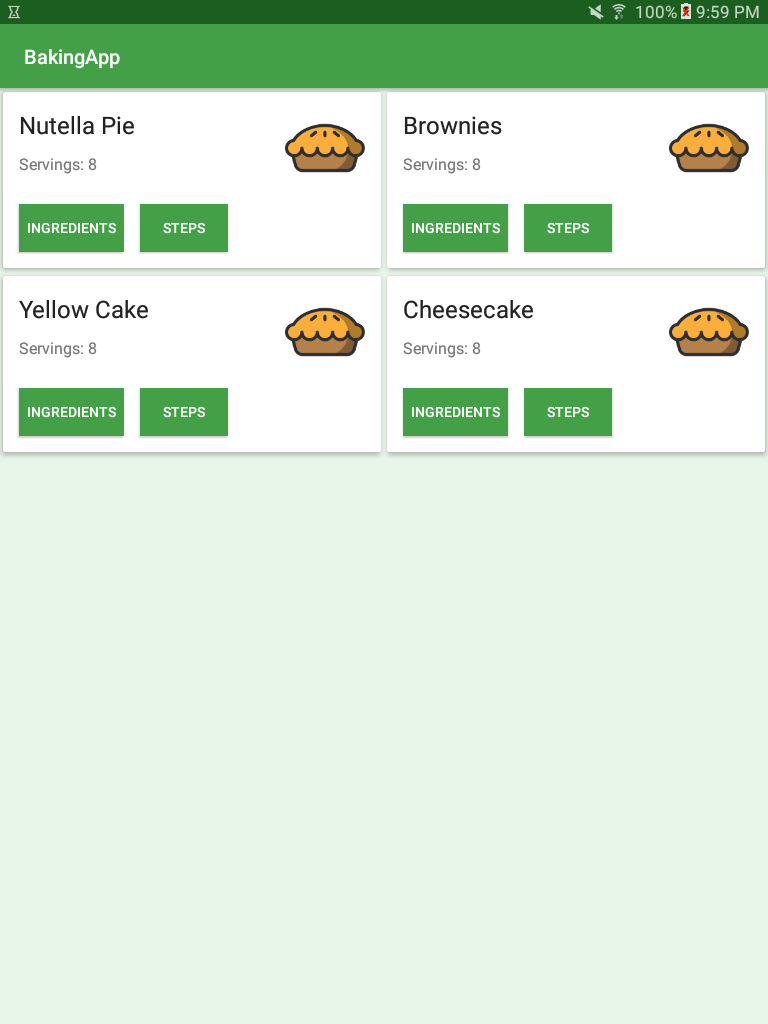 100% 9:59 PM
BakingApp
Nutella Pie
Servings: 8
INGREDIENTS STEPS
Brownies
Servings: 8
INGREDIENTS STEPS
Yellow Cake
Servings: 8
INGREDIENTS STEPS
Cheesecake
Servings: 8
INGREDIENTS STEPS